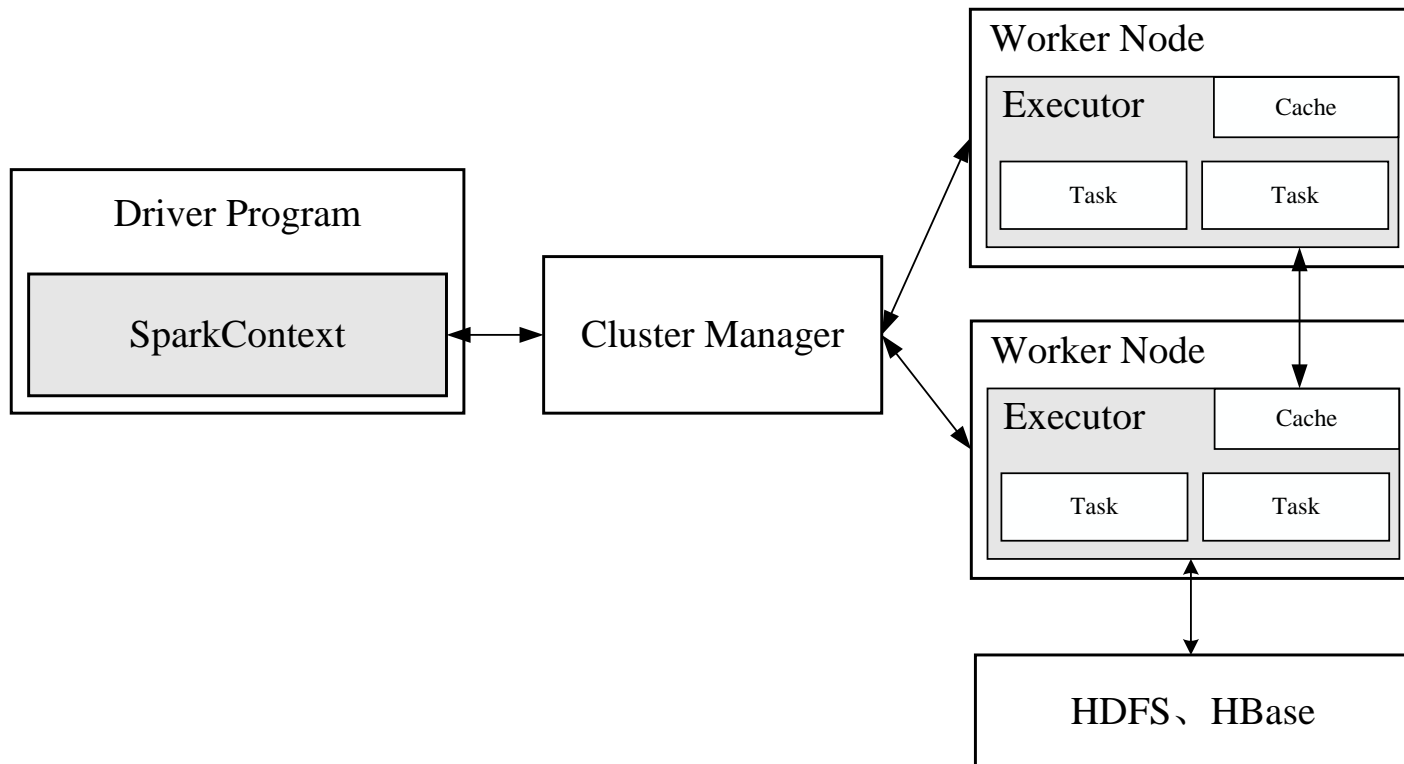 Driver Program
SparkContext
Cluster Manager
Worker Node
Executor
Cache
Task
Task
Worker Node
Executor
Cache
Task
Task
HDFS、HBase